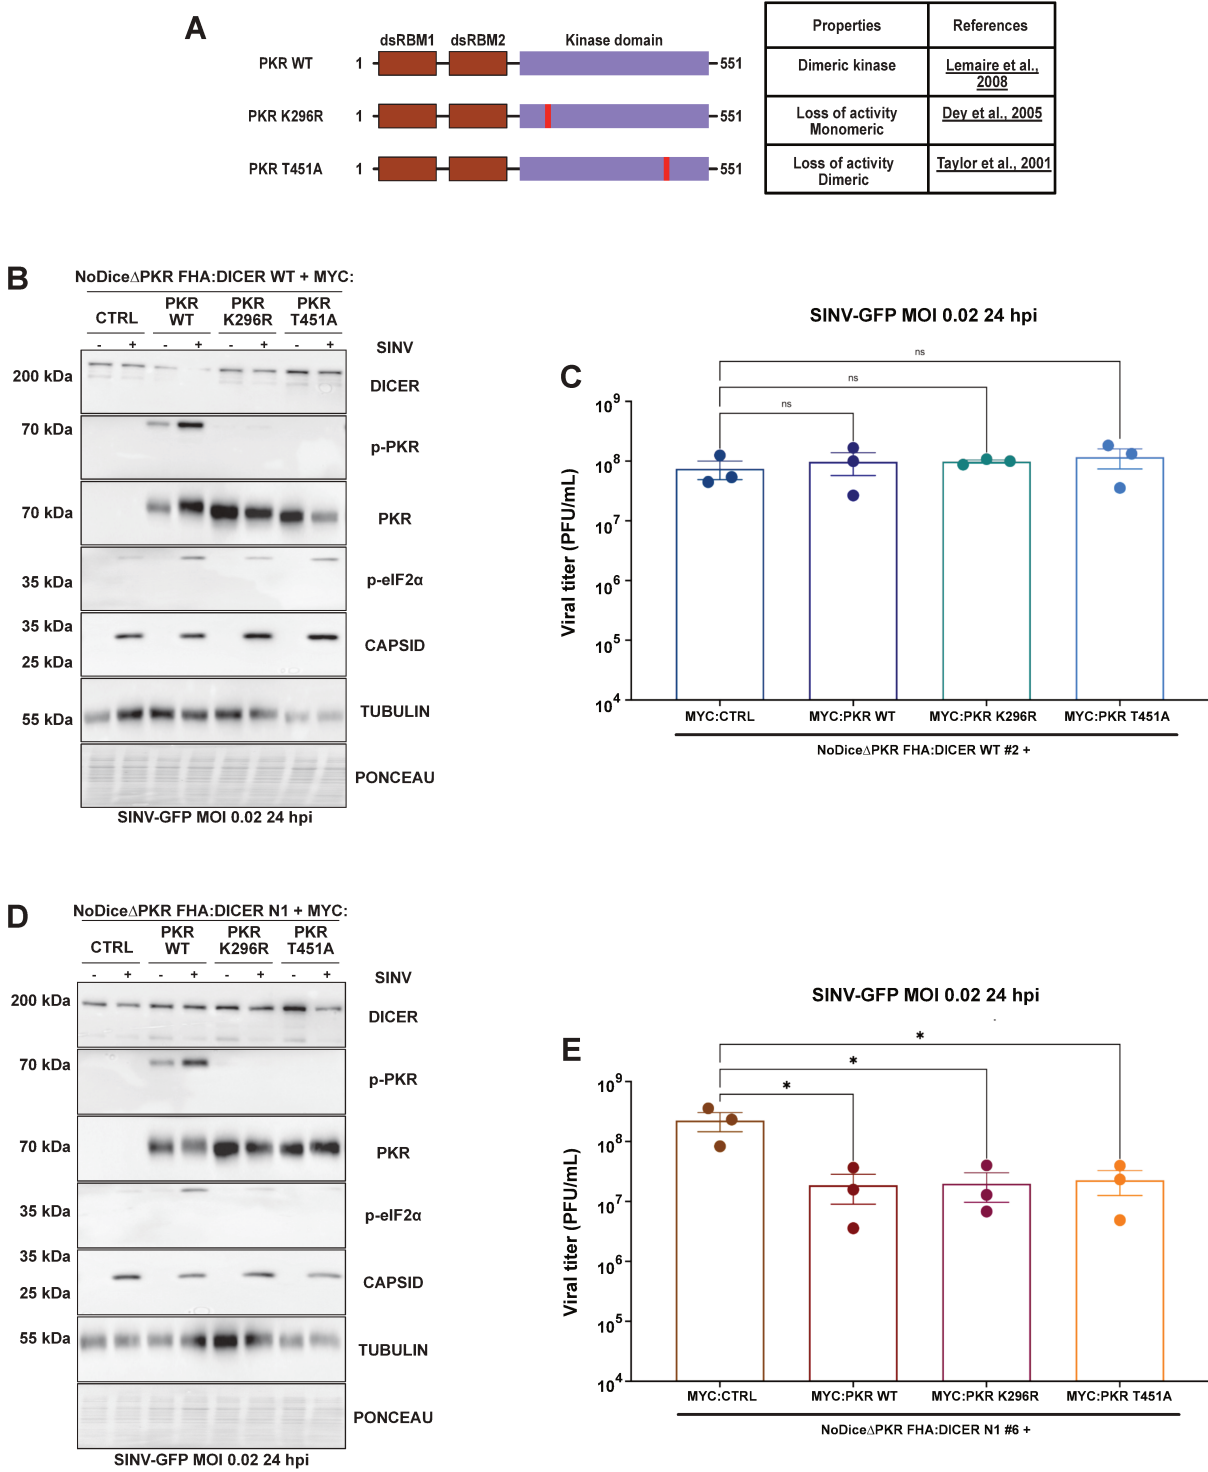 A
dsRBM1 dsRBM2 Kinase domain
PKR WT 1 551
PKR K296R 1 551
PKR T451A 1 551
Properties References
Dimeric kinase Lemaire et al., 2008
Loss of activity Monomeric Dey et al., 2005
Loss of activity Dimeric Taylor et al., 2001
B
NoDice∆PKR FHA:DICER WT + MYC:
CTRL PKR WT PKR K296R PKR T451A
- + - + - + - + SINV
200 kDa DICER
70 kDa p-PKR
70 kDa PKR
35 kDa p-eIF2α
35 kDa
25 kDa CAPSID
55 kDa TUBULIN
PONCEAU
SINV-GFP MOI 0.02 24 hpi
C
SINV-GFP MOI 0.02 24 hpi
ns
ns
ns
Viral titer (PFU/mL)
10⁹
10⁸
10⁷
10⁶
10⁵
10⁴
MYC:CTRL MYC:PKR WT MYC:PKR K296R MYC:PKR T451A
NoDice∆PKR FHA:DICER WT #2 +
D
NoDice∆PKR FHA:DICER N1 + MYC:
CTRL PKR WT PKR K296R PKR T451A
- + - + - + - + SINV
200 kDa DICER
70 kDa p-PKR
70 kDa PKR
35 kDa p-eIF2α
35 kDa
25 kDa CAPSID
55 kDa TUBULIN
PONCEAU
SINV-GFP MOI 0.02 24 hpi
E
SINV-GFP MOI 0.02 24 hpi
*
*
*
Viral titer (PFU/mL)
10⁹
10⁸
10⁷
10⁶
10⁵
10⁴
MYC:CTRL MYC:PKR WT MYC:PKR K296R MYC:PKR T451A
NoDice∆PKR FHA:DICER N1 #6 +